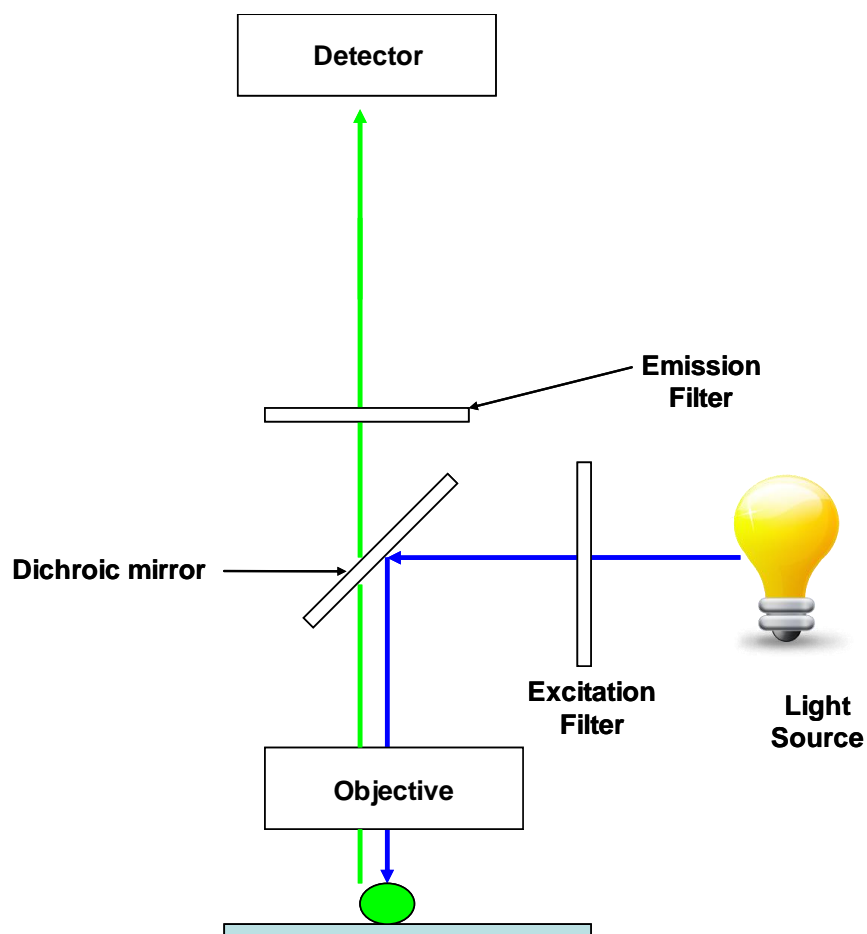 Detector
Emission
Filter
Dichroic mirror
Excitation
Filter
Light
Source
Objective